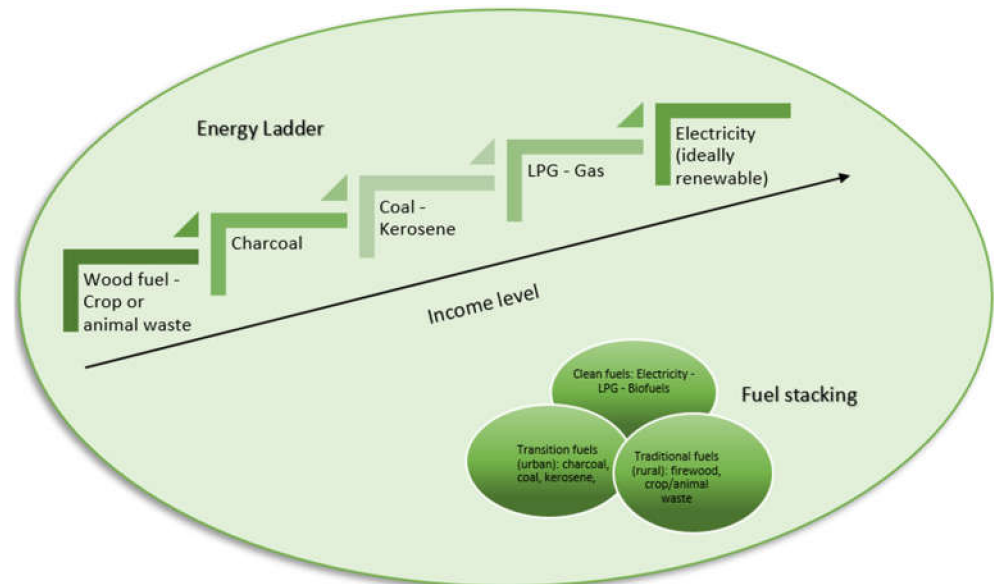 Energy Ladder
Wood fuel -
Crop or
animal waste
Charcoal
Coal -
Kerosene
LPG - Gas
Electricity
(ideally
renewable)
Income level
Fuel stacking
Clean fuels: Electricity -
LPG - Biofuels
Transition fuels
(urban): charcoal,
coal, kerosene,
Traditional fuels
(rural): firewood,
crop/animal
waste